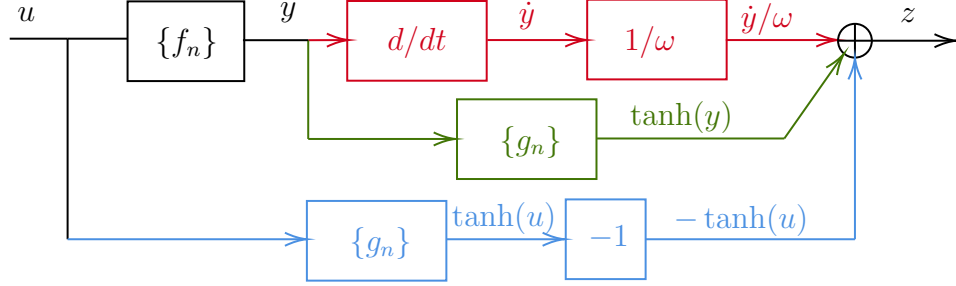 u
{f_n}
y
d/dt
ẏ
1/ω
ẏ/ω
z
{g_n}
tanh(y)
{g_n}
tanh(u)
−1
− tanh(u)